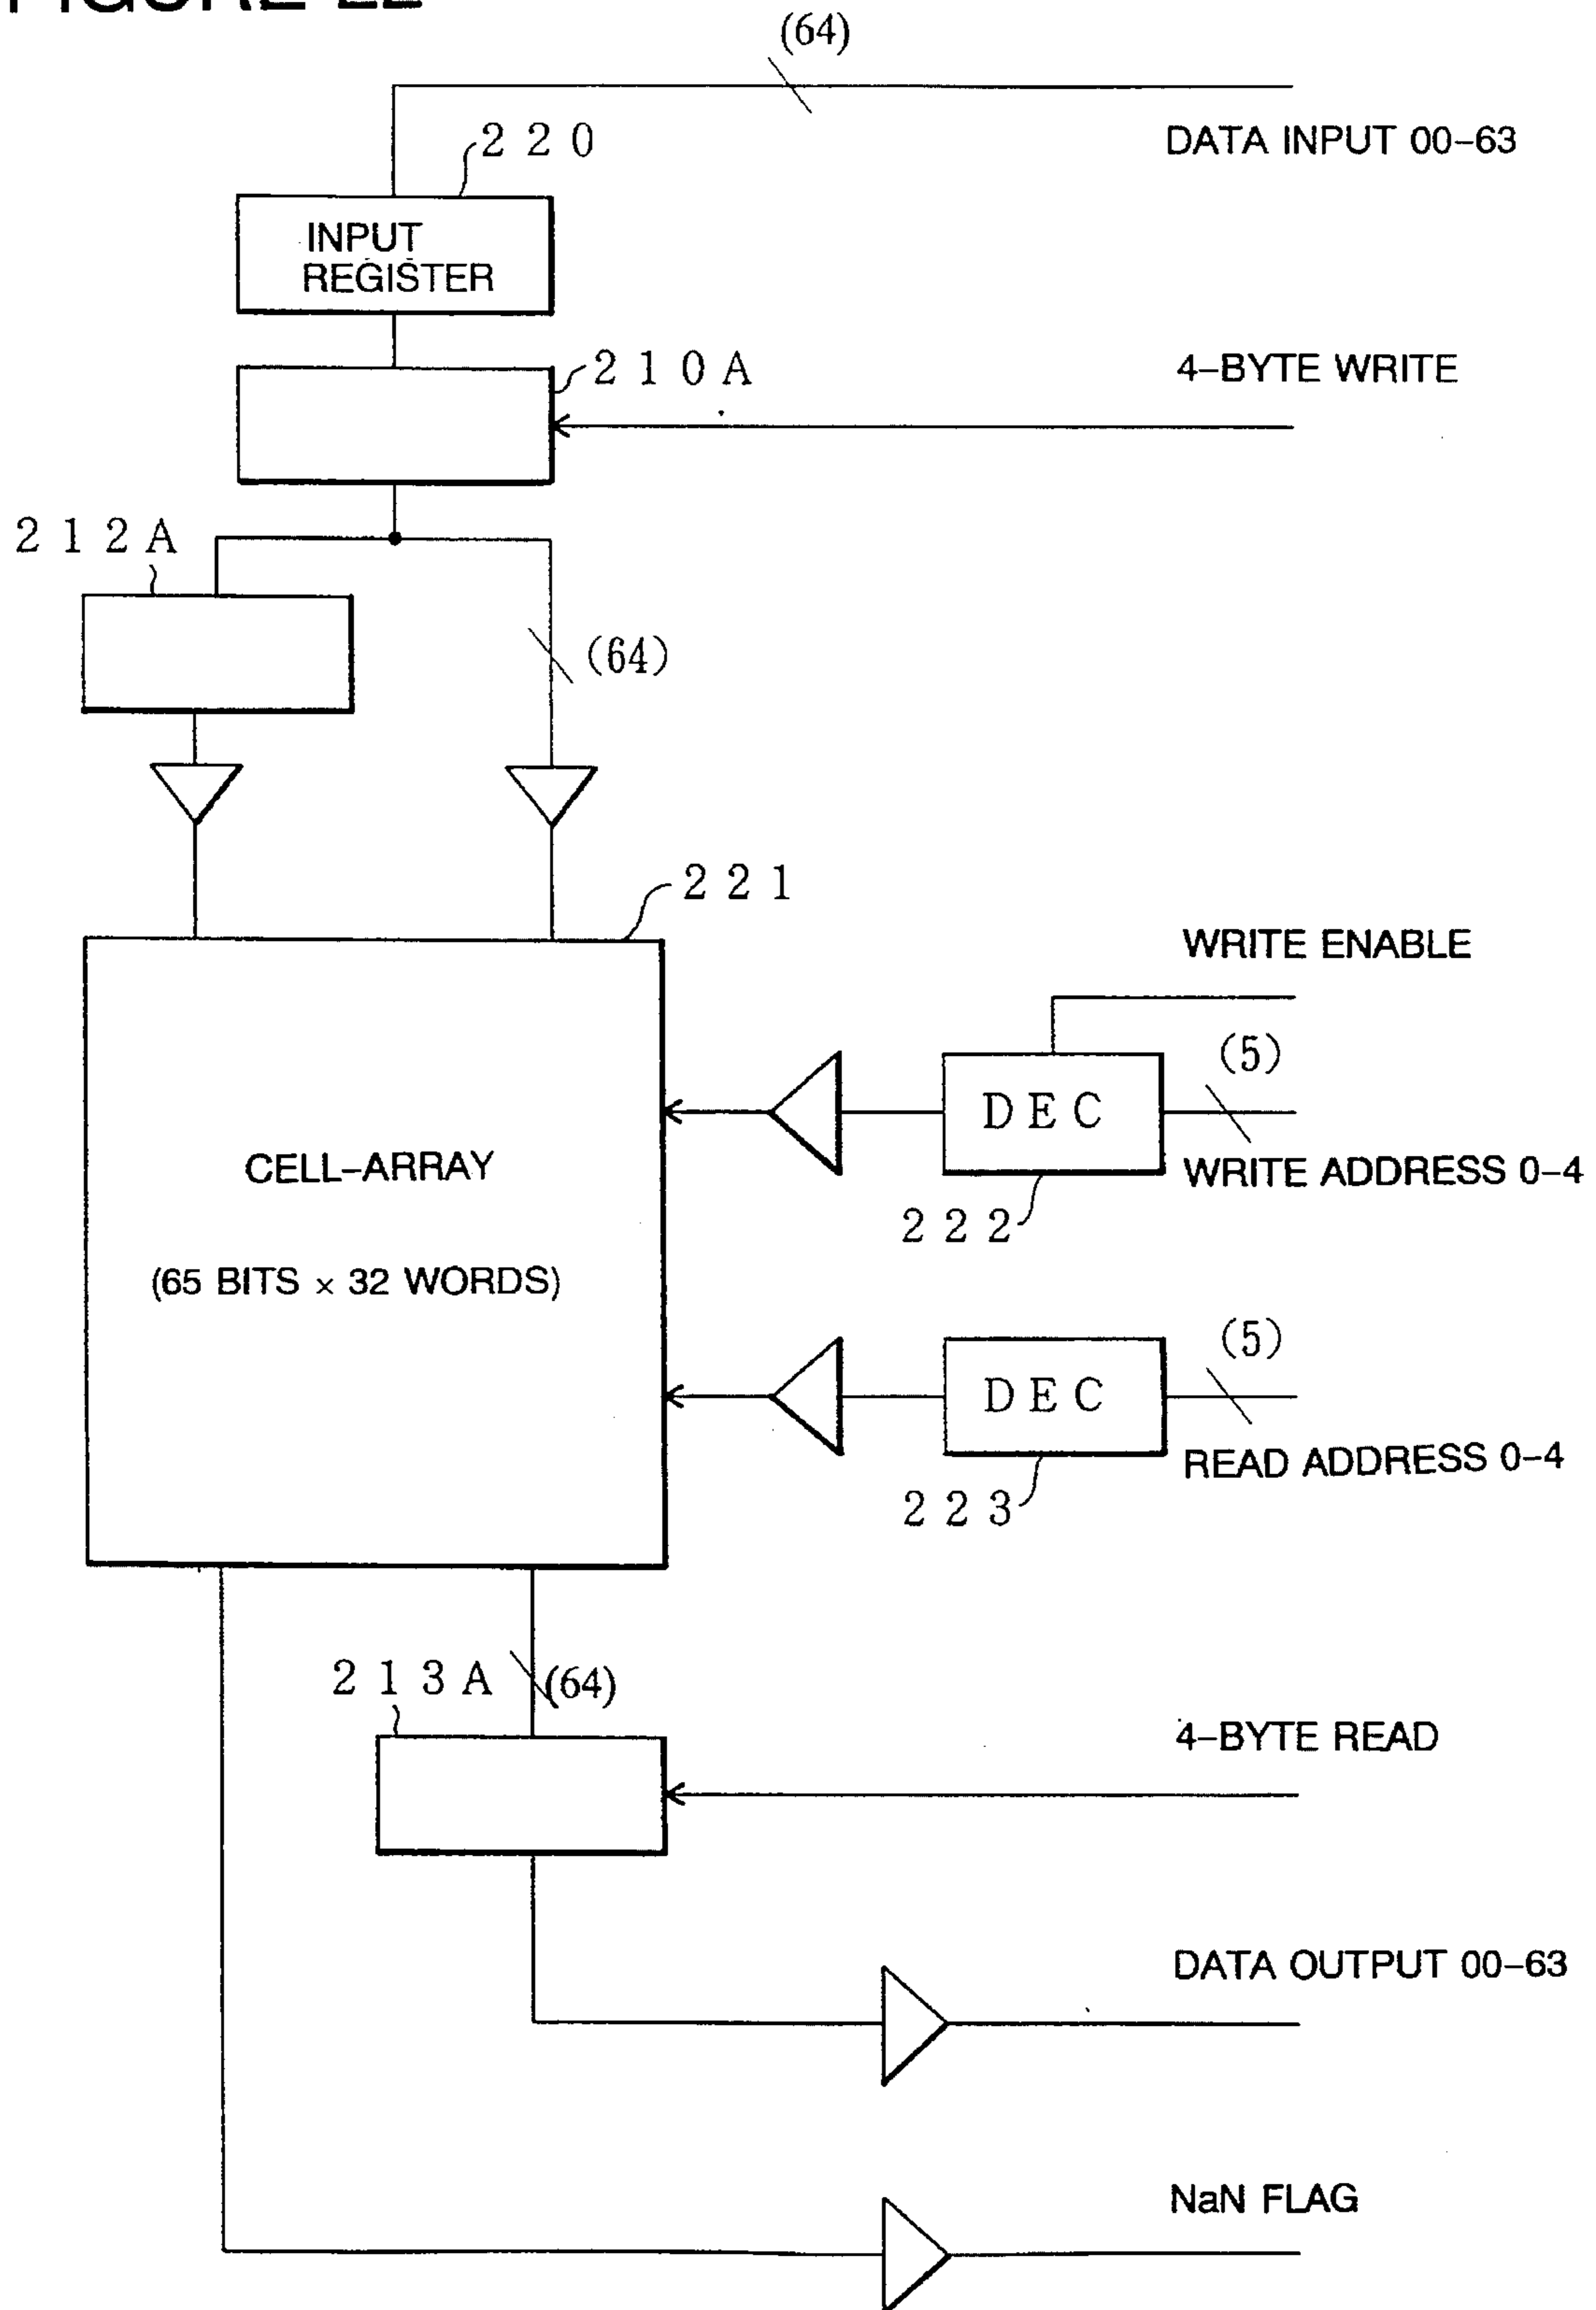 FIGURE 22
(64)
DATA INPUT 00–63
220
INPUT
REGISTER
210A
4–BYTE WRITE
212A
(64)
221
WRITE ENABLE
(5)
DEC
WRITE ADDRESS 0–4
222
CELL–ARRAY
(65 BITS × 32 WORDS)
(5)
DEC
READ ADDRESS 0–4
223
213A
(64)
4–BYTE READ
DATA OUTPUT 00–63
NaN FLAG